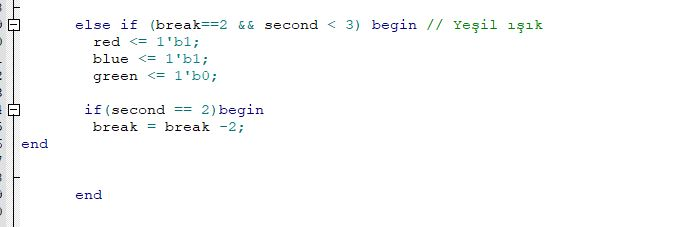 else if (break==2 && second < 3) begin // Yeşil ışık
red <= 1'b1;
blue <= 1'b1;
green <= 1'b0;
if(second == 2)begin
break = break -2;
end
end